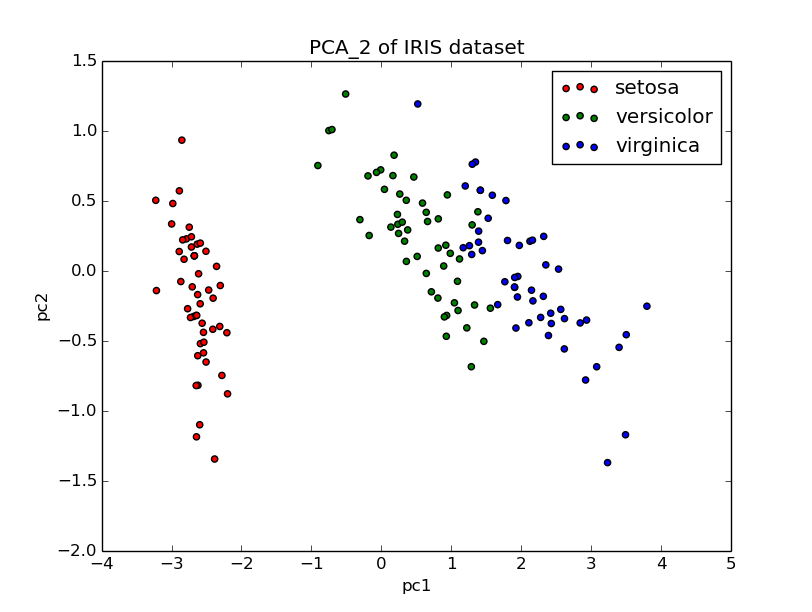 PCA_2 of IRIS dataset
setosa
versicolor
virginica
1.5
1.0
0.5
0.0
−0.5
−1.0
−1.5
−2.0
pc2
−4 −3 −2 −1 0 1 2 3 4 5
pc1